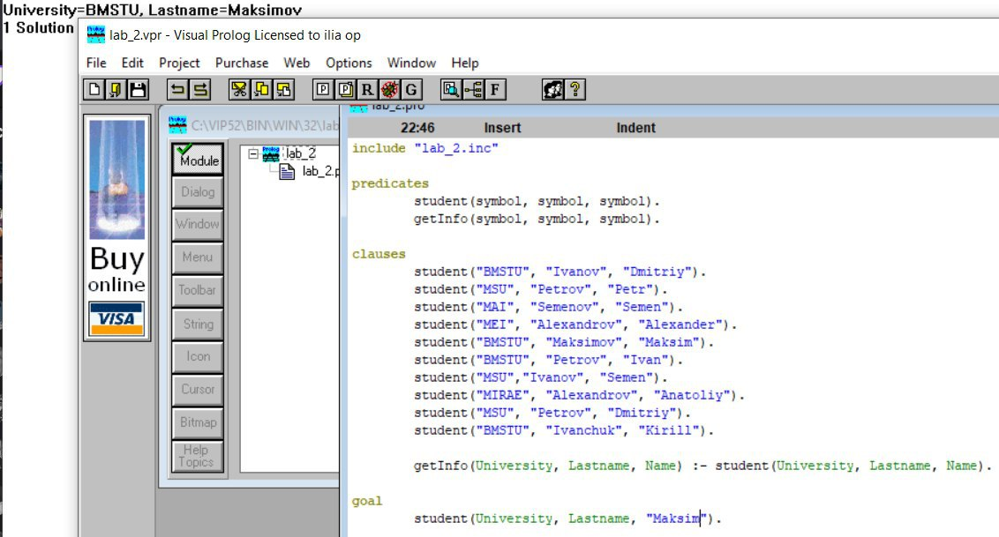 University=BMSTU, Lastname=Maksimov
1 Solution
lab_2.vpr - Visual Prolog Licensed to ilia op
File Edit Project Purchase Web Options Window Help
P R G F ?
C:\VIP52\BIN\WIN\32\lab
lab_2.pro
22:46 Insert Indent
Buy
online
VISA
Module
Dialog
Window
Menu
Toolbar
String
Icon
Cursor
Bitmap
Help
Topics
lab_2
lab_2.p
include "lab_2.inc"
predicates
student(symbol, symbol, symbol).
getInfo(symbol, symbol, symbol).
clauses
student("BMSTU", "Ivanov", "Dmitriy").
student("MSU", "Petrov", "Petr").
student("MAI", "Semenov", "Semen").
student("MEI", "Alexandrov", "Alexander").
student("BMSTU", "Maksimov", "Maksim").
student("BMSTU", "Petrov", "Ivan").
student("MSU","Ivanov", "Semen").
student("MIRAE", "Alexandrov", "Anatoliy").
student("MSU", "Petrov", "Dmitriy").
student("BMSTU", "Ivanchuk", "Kirill").
getInfo(University, Lastname, Name) :- student(University, Lastname, Name).
goal
student(University, Lastname, "Maksim").